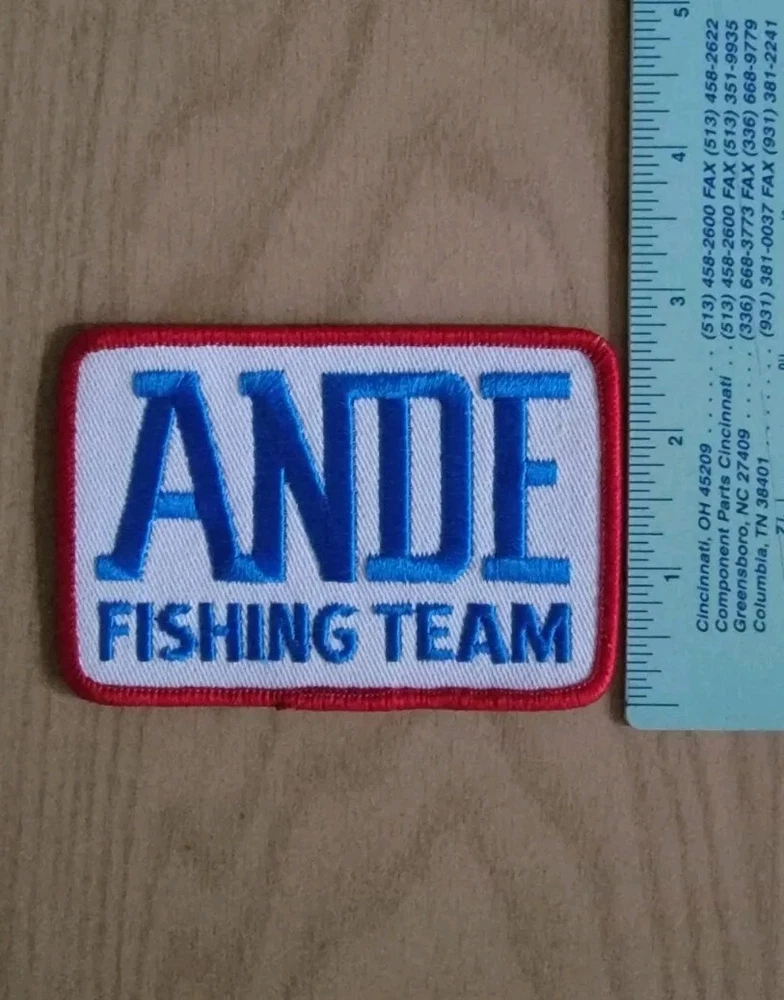 ANDE
FISHING TEAM
5
4
3
2
1
Cincinnati, OH 45209 . . . . . . (513) 458-2600 FAX (513) 458-2622
Component Parts Cincinnati . (513) 458-2600 FAX (513) 351-9935
Greensboro, NC 27409 . . . . . (336) 668-3773 FAX (336) 668-9779
Columbia, TN 38401 . . . . . . . (931) 381-0037 FAX (931) 381-2241